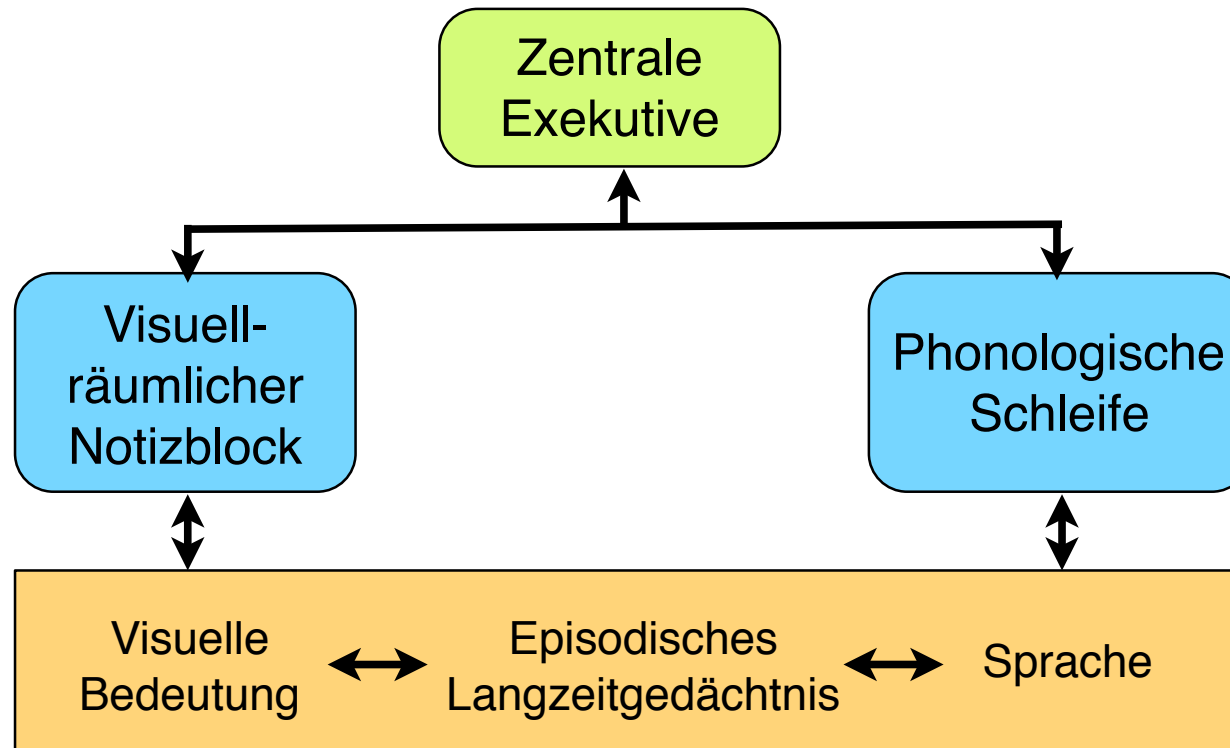 Zentrale
Exekutive
Visuell-
räumlicher
Notizblock
Phonologische
Schleife
Visuelle
Bedeutung
Episodisches
Langzeitgedächtnis
Sprache